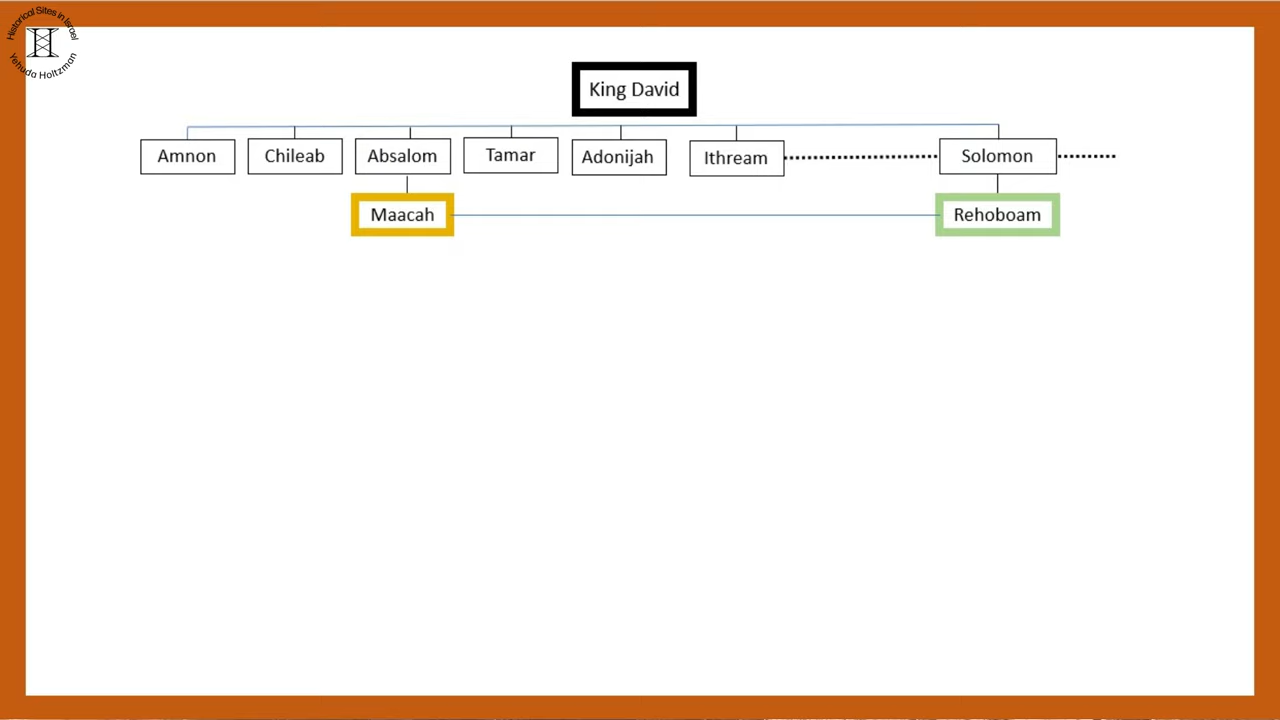 Historical Sites in Israel
Yehuda Holtzman
King David
Amnon Chileab Absalom Tamar Adonijah Ithream Solomon
Maacah Rehoboam